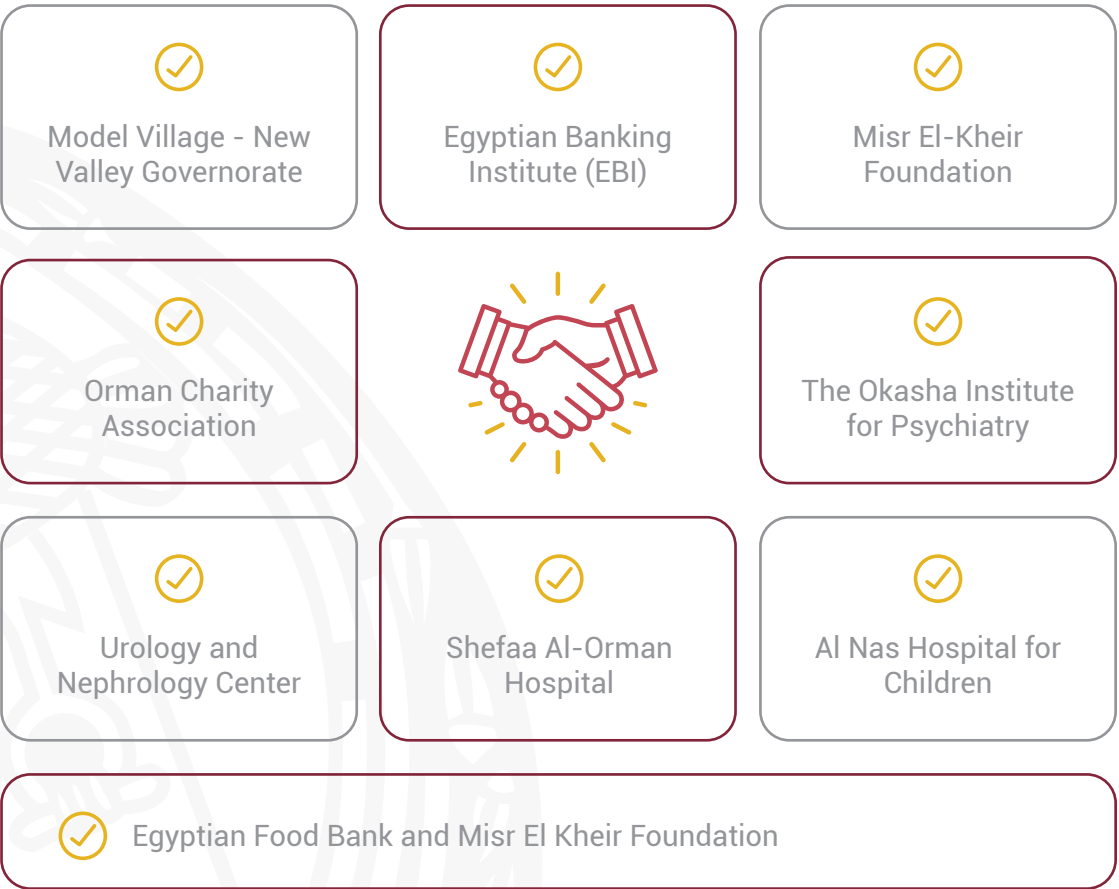 Model Village - New
Valley Governorate
Egyptian Banking
Institute (EBI)
Misr El-Kheir
Foundation
Orman Charity
Association
The Okasha Institute
for Psychiatry
Urology and
Nephrology Center
Shefaa Al-Orman
Hospital
Al Nas Hospital for
Children
Egyptian Food Bank and Misr El Kheir Foundation